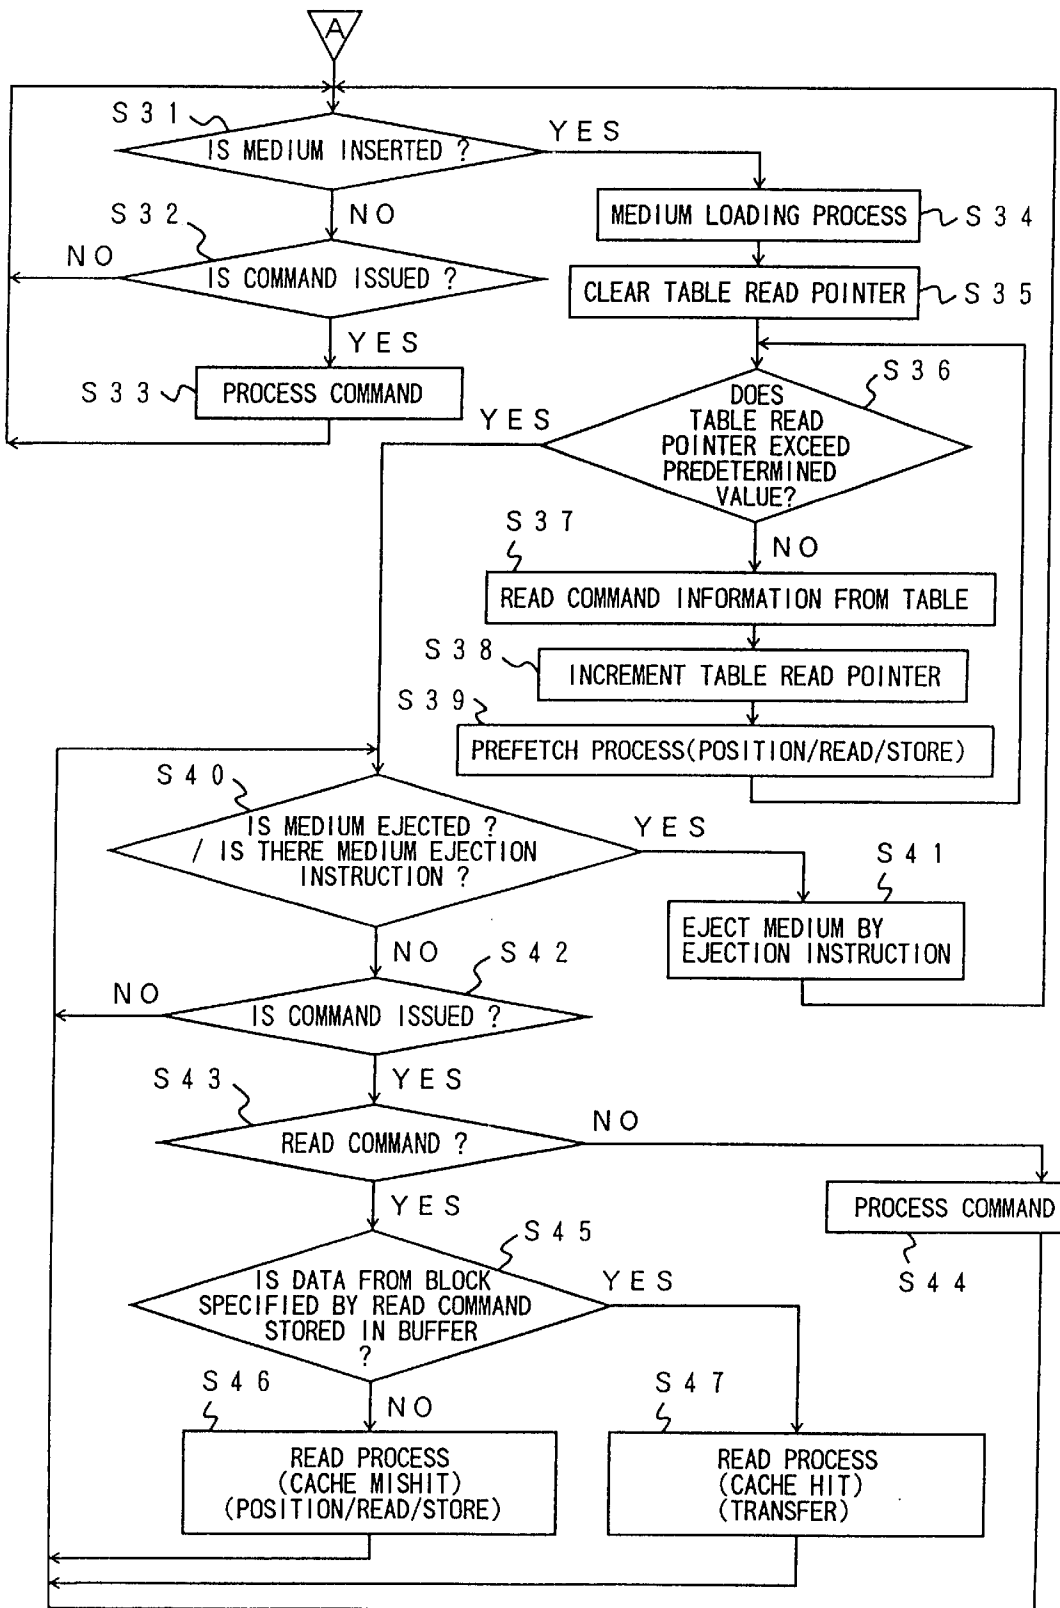 A
S31
IS MEDIUM INSERTED ?
YES
NO
S32
NO
IS COMMAND ISSUED ?
YES
S33
PROCESS COMMAND
MEDIUM LOADING PROCESS
S34
CLEAR TABLE READ POINTER
S35
S36
YES
DOES
TABLE READ
POINTER EXCEED
PREDETERMINED
VALUE?
NO
S37
READ COMMAND INFORMATION FROM TABLE
S38
INCREMENT TABLE READ POINTER
S39
PREFETCH PROCESS(POSITION/READ/STORE)
S40
IS MEDIUM EJECTED ?
/ IS THERE MEDIUM EJECTION
INSTRUCTION ?
YES
S41
EJECT MEDIUM BY
EJECTION INSTRUCTION
NO
S42
NO
IS COMMAND ISSUED ?
YES
S43
READ COMMAND ?
NO
PROCESS COMMAND
S44
YES
S45
IS DATA FROM BLOCK
SPECIFIED BY READ COMMAND
STORED IN BUFFER
?
YES
NO
S46
READ PROCESS
(CACHE MISHIT)
(POSITION/READ/STORE)
S47
READ PROCESS
(CACHE HIT)
(TRANSFER)